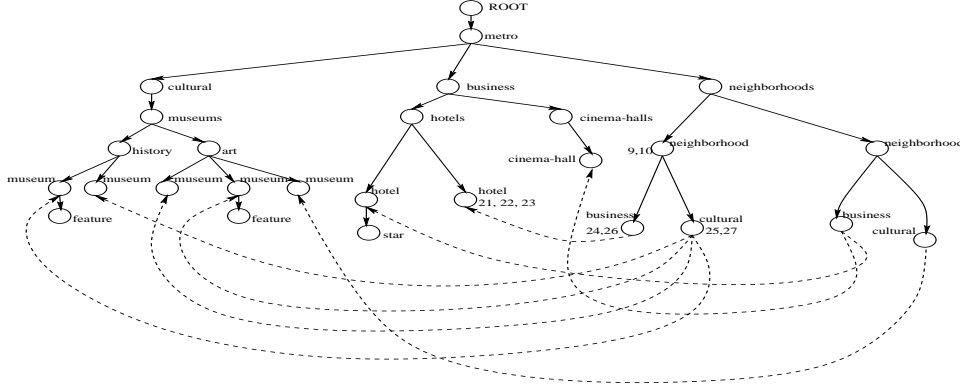 ROOT
metro
cultural
business
neighborhoods
museums
hotels
cinema-halls
history
art
cinema-hall
9,10
neighborhood
neighborhood
museum
museum
museum
museum
museum
hotel
hotel
21, 22, 23
feature
feature
star
business
24,26
cultural
25,27
business
cultural